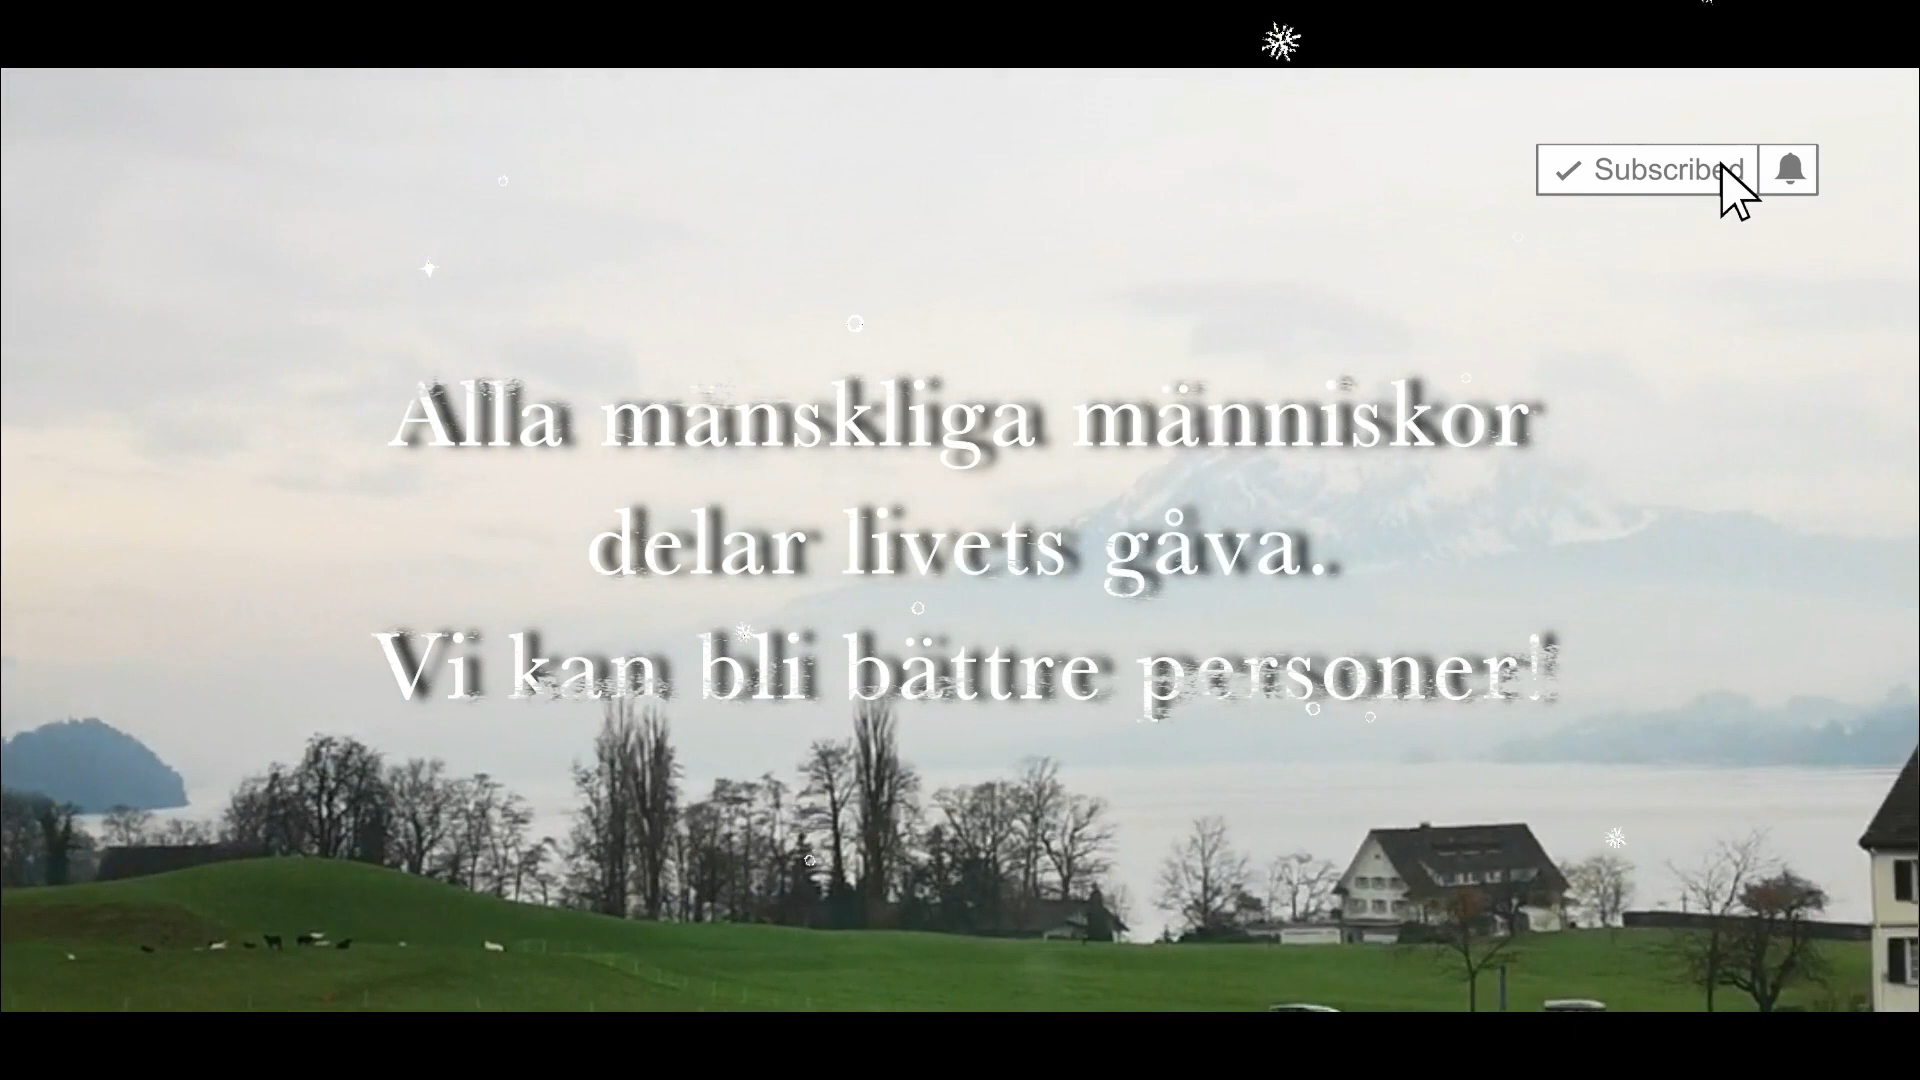 Subscribed
Alla mänskliga människor
delar livets gåva..
Vi kan bli bättre personer!